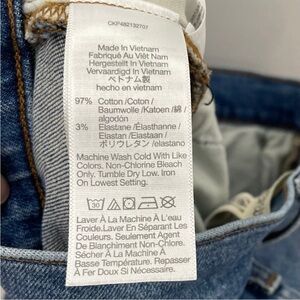 CKF482132707
Made In Vietnam
Fabriqué Au Viêt Nam
Hergestellt In Vietnam
Vervaardigd In Vietnam
ベトナム製
hecho en vietnam
97% Cotton/Coton/
Baumwolle/Katoen/綿/
algodón
3% Elastane/Élasthanne/
Elastan/Elastaan/
ポリウレタン/elastano
Machine Wash Cold With Like
Colors. Non-Chlorine Bleach
Only. Tumble Dry Low. Iron
On Lowest Setting.
Laver À La Machine À L'eau
Froide.Laver En Séparant Les
Couleurs. Seulement Agent
De Blanchiment Non-Chlore.
Sécher À La Machine À
Basse Température. Repasser
À Fer Doux Si Nécessaire.